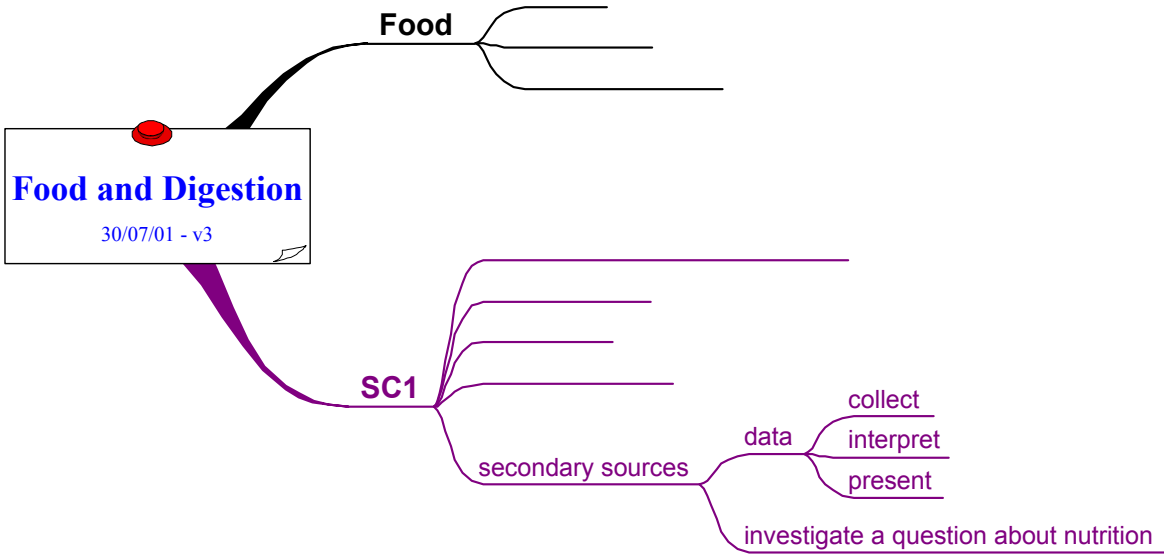 Food
Food and Digestion
30/07/01 - v3
SC1
secondary sources
data
collect
interpret
present
investigate a question about nutrition